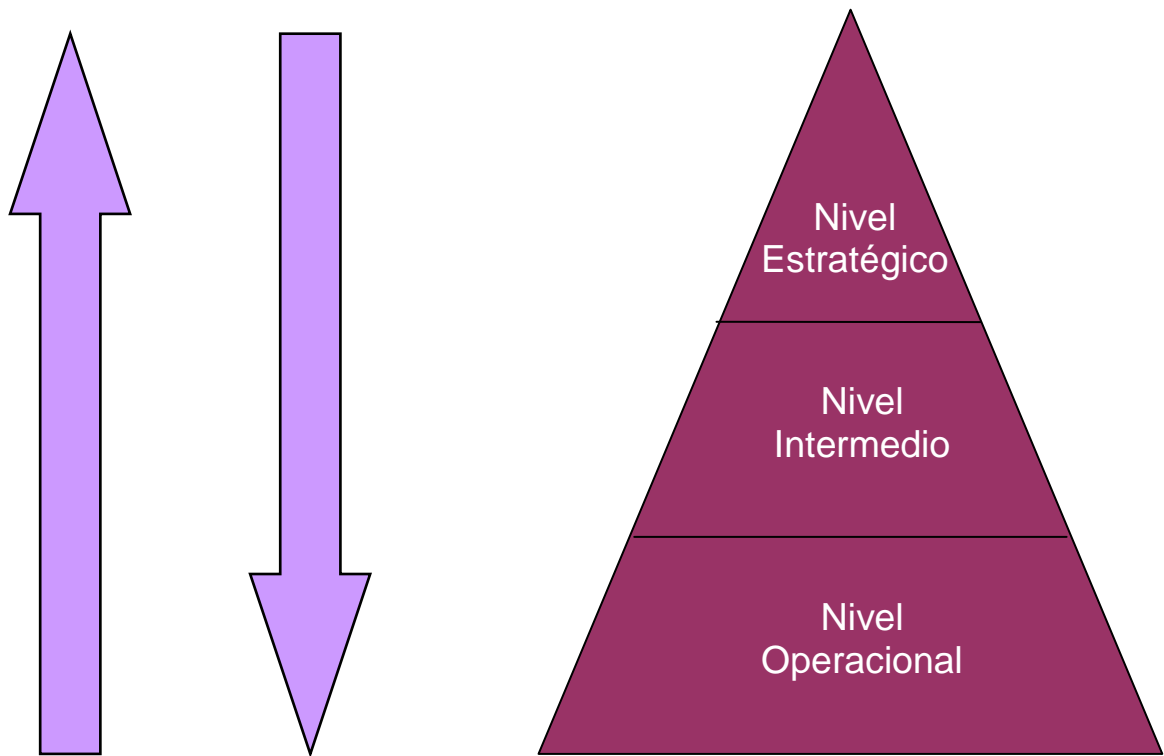 Nivel
Estratégico
Nivel
Intermedio
Nivel
Operacional